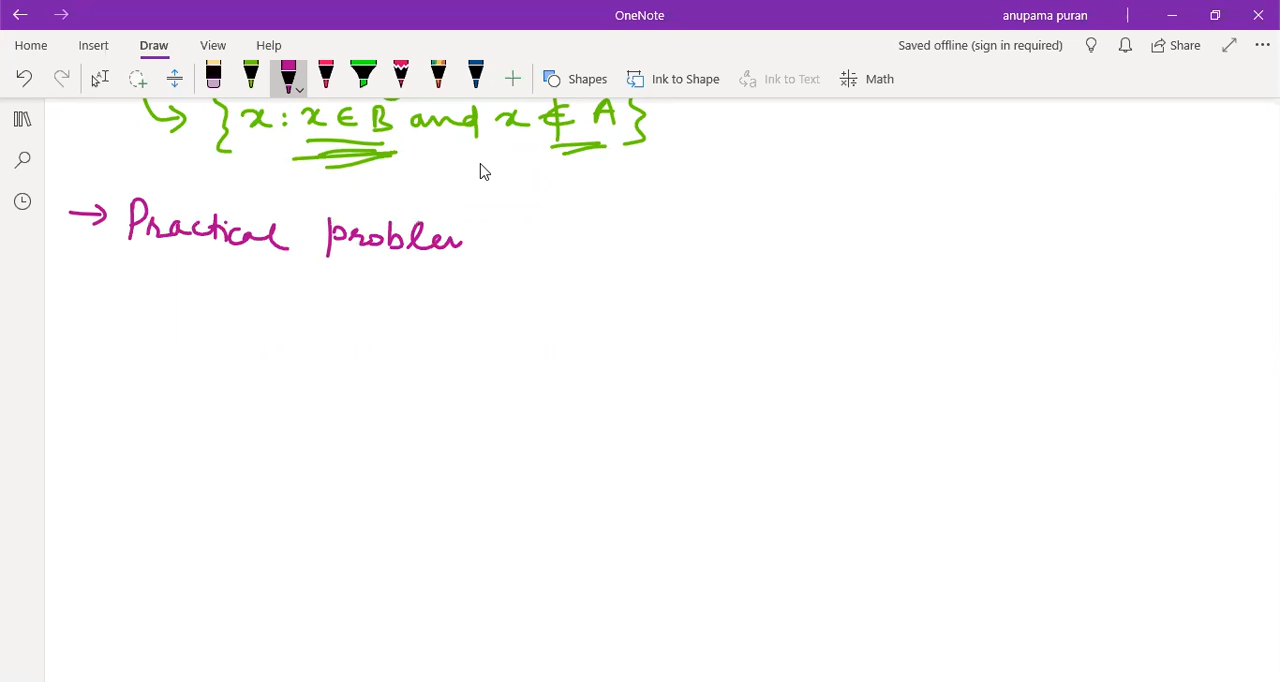 OneNote
anupama puran
Home Insert Draw View Help
Saved offline (sign in required) Share
Shapes Ink to Shape Ink to Text Math
{ x : x ∈ B and x ∉ A }
→ Practical problem